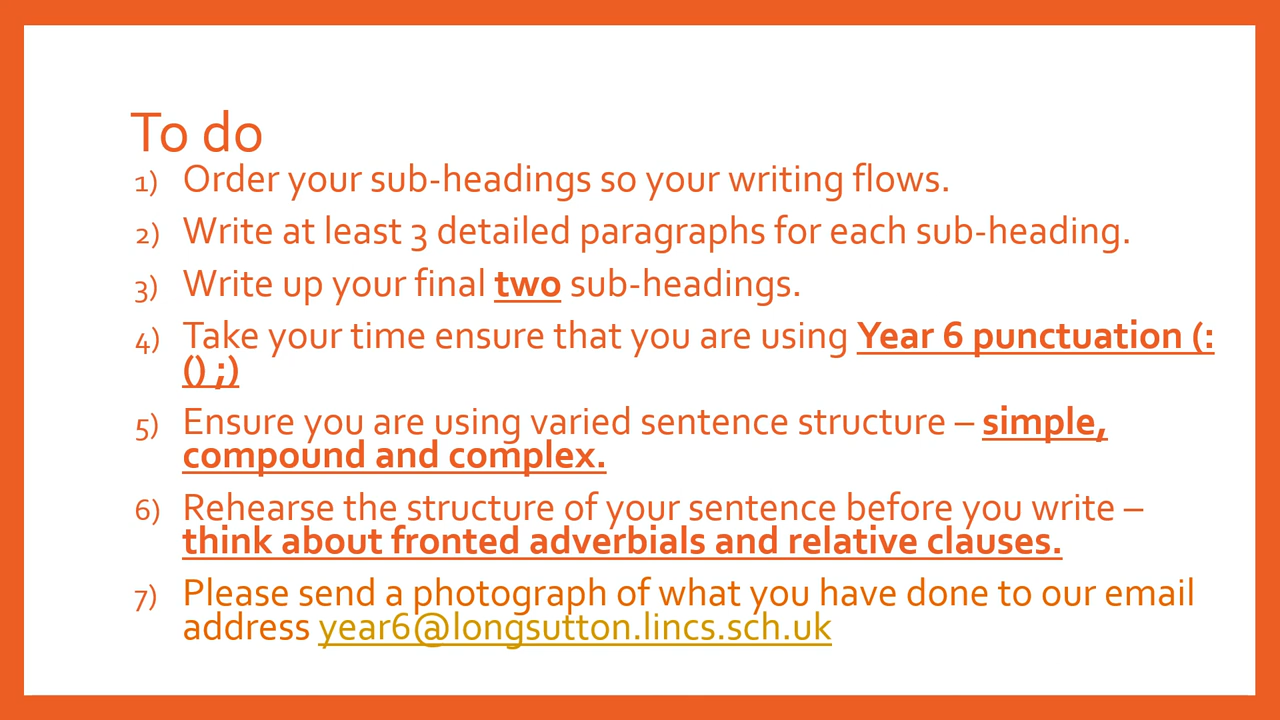 To do
1) Order your sub-headings so your writing flows.
2) Write at least 3 detailed paragraphs for each sub-heading.
3) Write up your final two sub-headings.
4) Take your time ensure that you are using Year 6 punctuation (:
() ;)
5) Ensure you are using varied sentence structure – simple,
compound and complex.
6) Rehearse the structure of your sentence before you write –
think about fronted adverbials and relative clauses.
7) Please send a photograph of what you have done to our email
address year6@longsutton.lincs.sch.uk